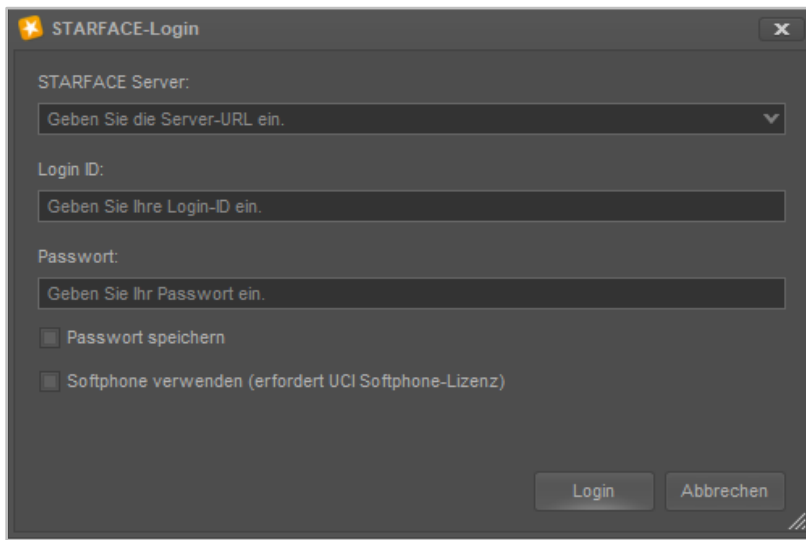 STARFACE-Login
STARFACE Server:
Geben Sie die Server-URL ein.
Login ID:
Geben Sie Ihre Login-ID ein.
Passwort:
Geben Sie Ihr Passwort ein.
Passwort speichern
Softphone verwenden (erfordert UCI Softphone-Lizenz)
Login Abbrechen